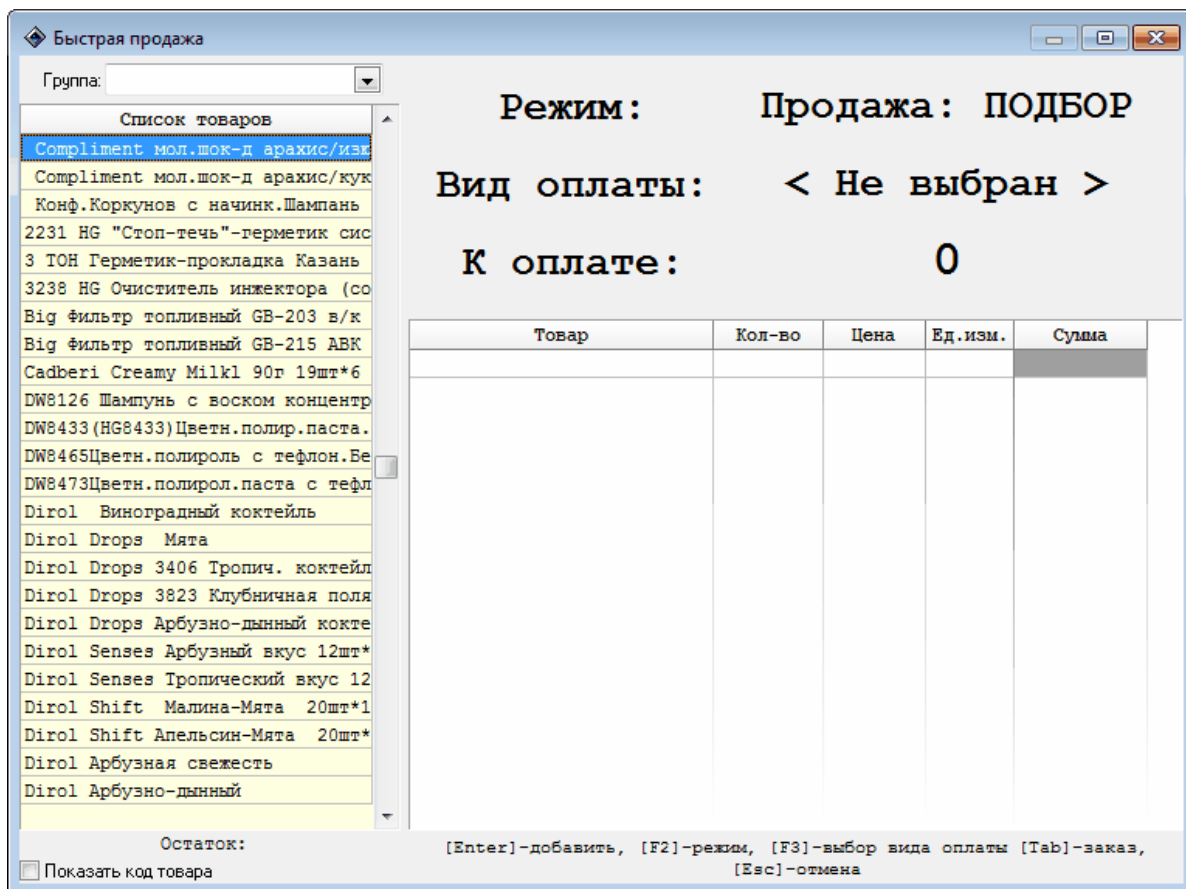 Быстрая продажа
Группа:
Список товаров
Compliment мол.шок-д арахис/изю
Compliment мол.шок-д арахис/кук
Конф.Коркунов с начинк.Шампань
2231 HG "Стоп-течь"-герметик сис
3 ТОН Герметик-прокладка Казань
3238 HG Очиститель инжектора (со
Big Фильтр топливный GB-203 в/к
Big Фильтр топливный GB-215 АВК
Cadberi Creamy Milkl 90г 19шт*6
DW8126 Шампунь с воском концентр
DW8433(HG8433)Цветн.полир.паста.
DW8465Цветн.полироль с тефлон.Бе
DW8473Цветн.полирол.паста с тефл
Dirol  Виноградный коктейль
Dirol Drops  Мята
Dirol Drops 3406 Тропич. коктейл
Dirol Drops 3823 Клубничная поля
Dirol Drops Арбузно-дынный кокте
Dirol Senses Арбузный вкус 12шт*
Dirol Senses Тропический вкус 12
Dirol Shift  Малина-Мята  20шт*1
Dirol Shift Апельсин-Мята  20шт*
Dirol Арбузная свежесть
Dirol Арбузно-дынный
Остаток:
Показать код товара
Режим: Продажа: ПОДБОР
Вид оплаты: < Не выбран >
К оплате: 0
Товар Кол-во Цена Ед.изм. Сумма
[Enter]-добавить, [F2]-режим, [F3]-выбор вида оплаты [Tab]-заказ,
[Esc]-отмена